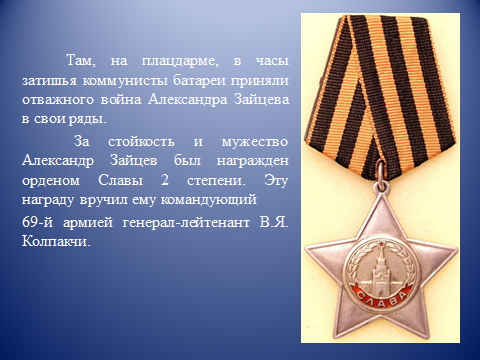 Там, на плацдарме, в часы
затишья коммунисты батареи приняли
отважного война Александра Зайцева
в свои ряды.
За стойкость и мужество
Александр Зайцев был награжден
орденом Славы 2 степени. Эту
награду вручил ему командующий
69-й армией генерал-лейтенант В.Я.
Колпакчи.
СЛАВА